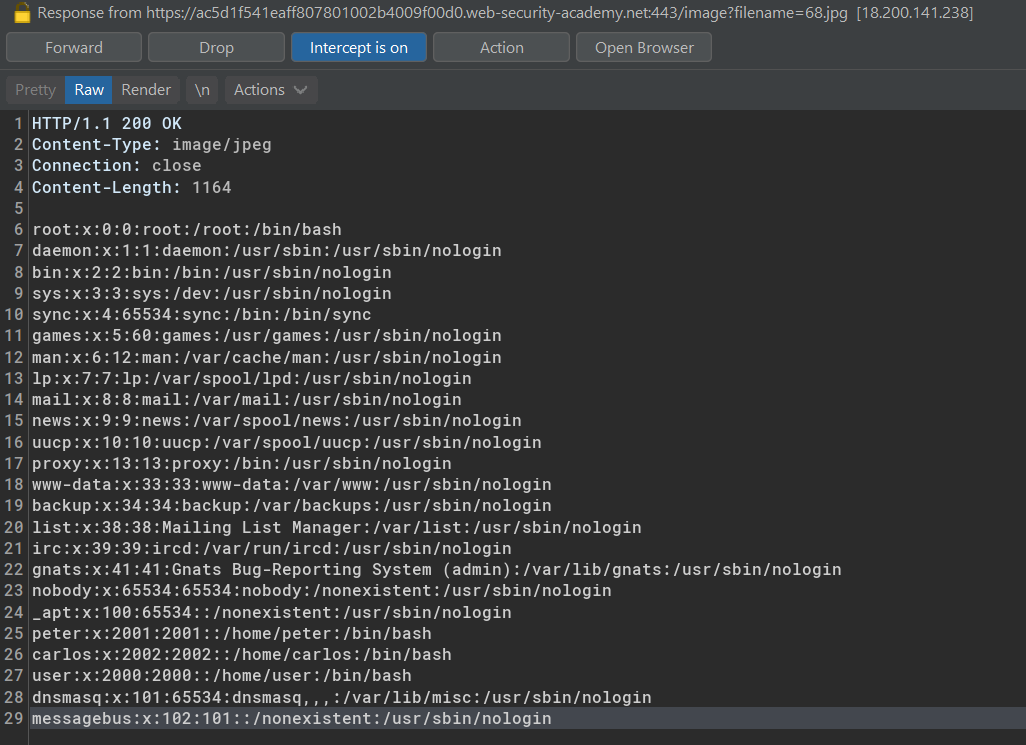 Response from https://ac5d1f541eaff807801002b4009f00d0.web-security-academy.net:443/image?filename=68.jpg [18.200.141.238]
Forward Drop Intercept is on Action Open Browser
Pretty Raw Render \n Actions
1 HTTP/1.1 200 OK
2 Content-Type: image/jpeg
3 Connection: close
4 Content-Length: 1164
5
6 root:x:0:0:root:/root:/bin/bash
7 daemon:x:1:1:daemon:/usr/sbin:/usr/sbin/nologin
8 bin:x:2:2:bin:/bin:/usr/sbin/nologin
9 sys:x:3:3:sys:/dev:/usr/sbin/nologin
10 sync:x:4:65534:sync:/bin:/bin/sync
11 games:x:5:60:games:/usr/games:/usr/sbin/nologin
12 man:x:6:12:man:/var/cache/man:/usr/sbin/nologin
13 lp:x:7:7:lp:/var/spool/lpd:/usr/sbin/nologin
14 mail:x:8:8:mail:/var/mail:/usr/sbin/nologin
15 news:x:9:9:news:/var/spool/news:/usr/sbin/nologin
16 uucp:x:10:10:uucp:/var/spool/uucp:/usr/sbin/nologin
17 proxy:x:13:13:proxy:/bin:/usr/sbin/nologin
18 www-data:x:33:33:www-data:/var/www:/usr/sbin/nologin
19 backup:x:34:34:backup:/var/backups:/usr/sbin/nologin
20 list:x:38:38:Mailing List Manager:/var/list:/usr/sbin/nologin
21 irc:x:39:39:ircd:/var/run/ircd:/usr/sbin/nologin
22 gnats:x:41:41:Gnats Bug-Reporting System (admin):/var/lib/gnats:/usr/sbin/nologin
23 nobody:x:65534:65534:nobody:/nonexistent:/usr/sbin/nologin
24 _apt:x:100:65534::/nonexistent:/usr/sbin/nologin
25 peter:x:2001:2001::/home/peter:/bin/bash
26 carlos:x:2002:2002::/home/carlos:/bin/bash
27 user:x:2000:2000::/home/user:/bin/bash
28 dnsmasq:x:101:65534:dnsmasq,,,:/var/lib/misc:/usr/sbin/nologin
29 messagebus:x:102:101::/nonexistent:/usr/sbin/nologin